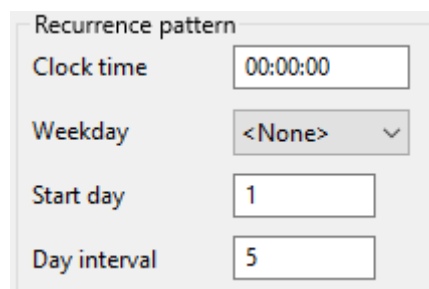 Recurrence pattern
Clock time 00:00:00
Weekday <None>
Start day 1
Day interval 5